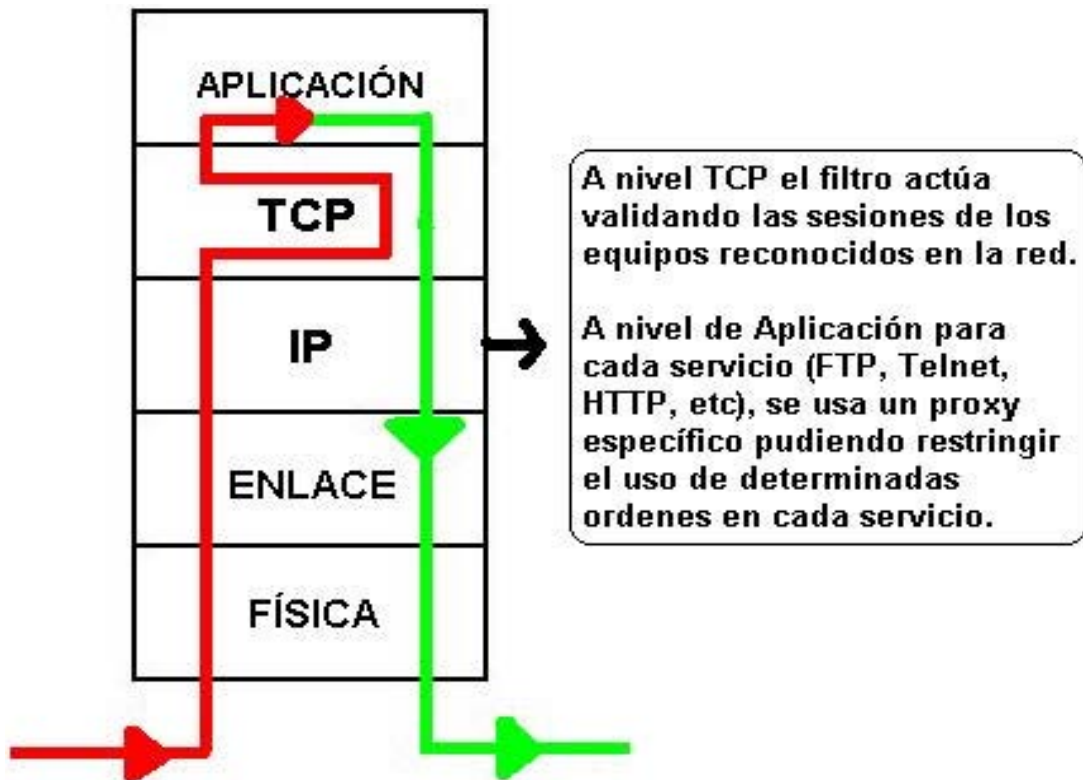 APLICACIÓN
TCP
IP
ENLACE
FÍSICA
A nivel TCP el filtro actúa
validando las sesiones de los
equipos reconocidos en la red.
A nivel de Aplicación para
cada servicio (FTP, Telnet,
HTTP, etc), se usa un proxy
específico pudiendo restringir
el uso de determinadas
ordenes en cada servicio.